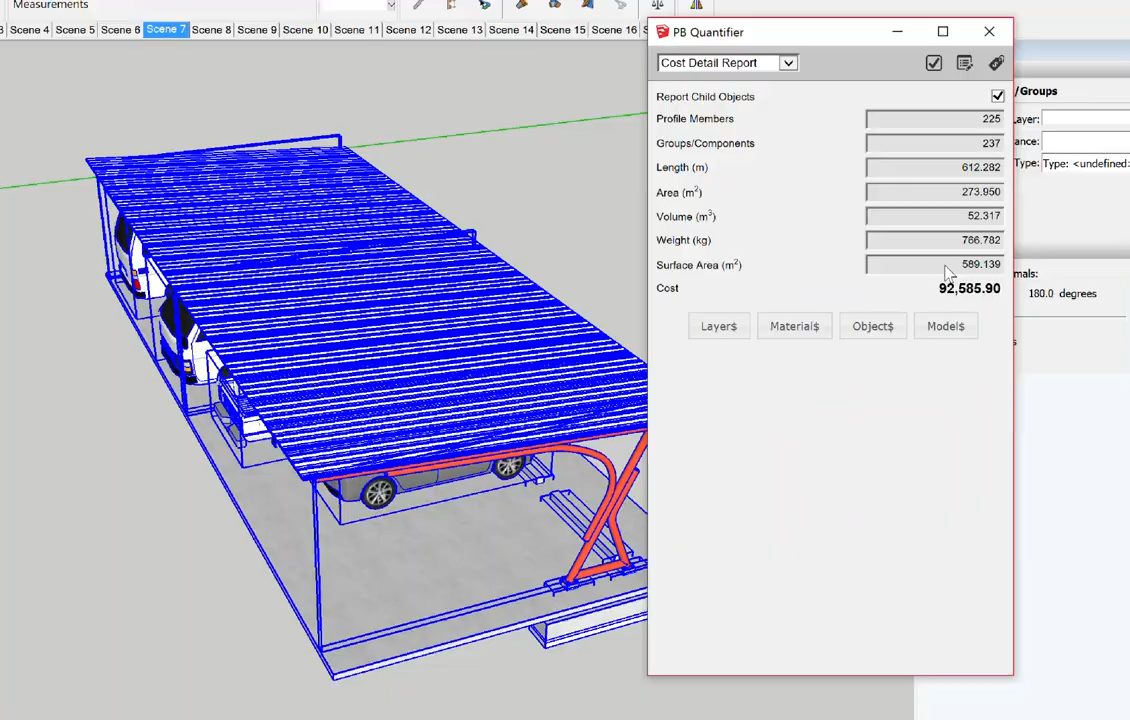 Measurements
3 Scene 4 Scene 5 Scene 6 Scene 7 Scene 8 Scene 9 Scene 10 Scene 11 Scene 12 Scene 13 Scene 14 Scene 15 Scene 16 S
PB Quantifier
Cost Detail Report
/Groups
Report Child Objects
Profile Members 225
ayer:
Groups/Components 237
ance:
Length (m) 612.282
Type: Type: <undefined>
Area (m²) 273.950
Volume (m³) 52.317
Weight (kg) 766.782
Surface Area (m²) 589.139
mals:
Cost 92,585.90
180.0 degrees
Layer$ Material$ Object$ Model$
s